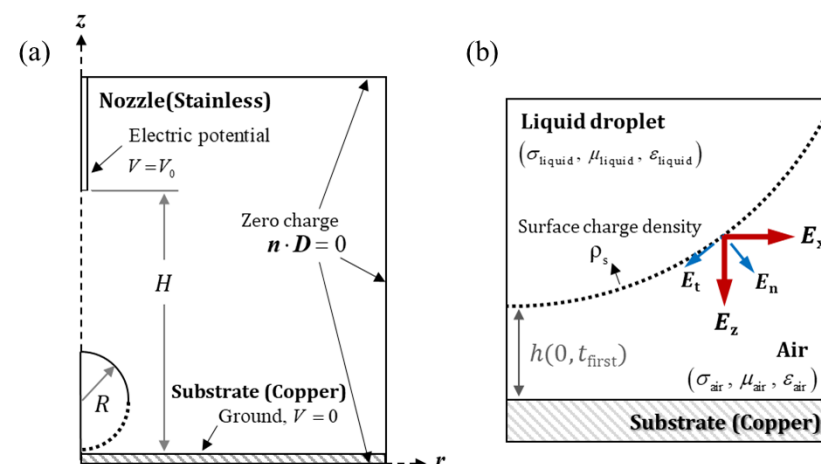 (a)
z
Nozzle(Stainless)
Electric potential
V = V₀
Zero charge
n · D = 0
H
R
Substrate (Copper)
Ground, V = 0
r
(b)
Liquid droplet
(σliquid , μliquid , εliquid)
Surface charge density
ρs
Ex
Et
En
Ez
h(0, tfirst)
Air
(σair , μair , εair)
Substrate (Copper)